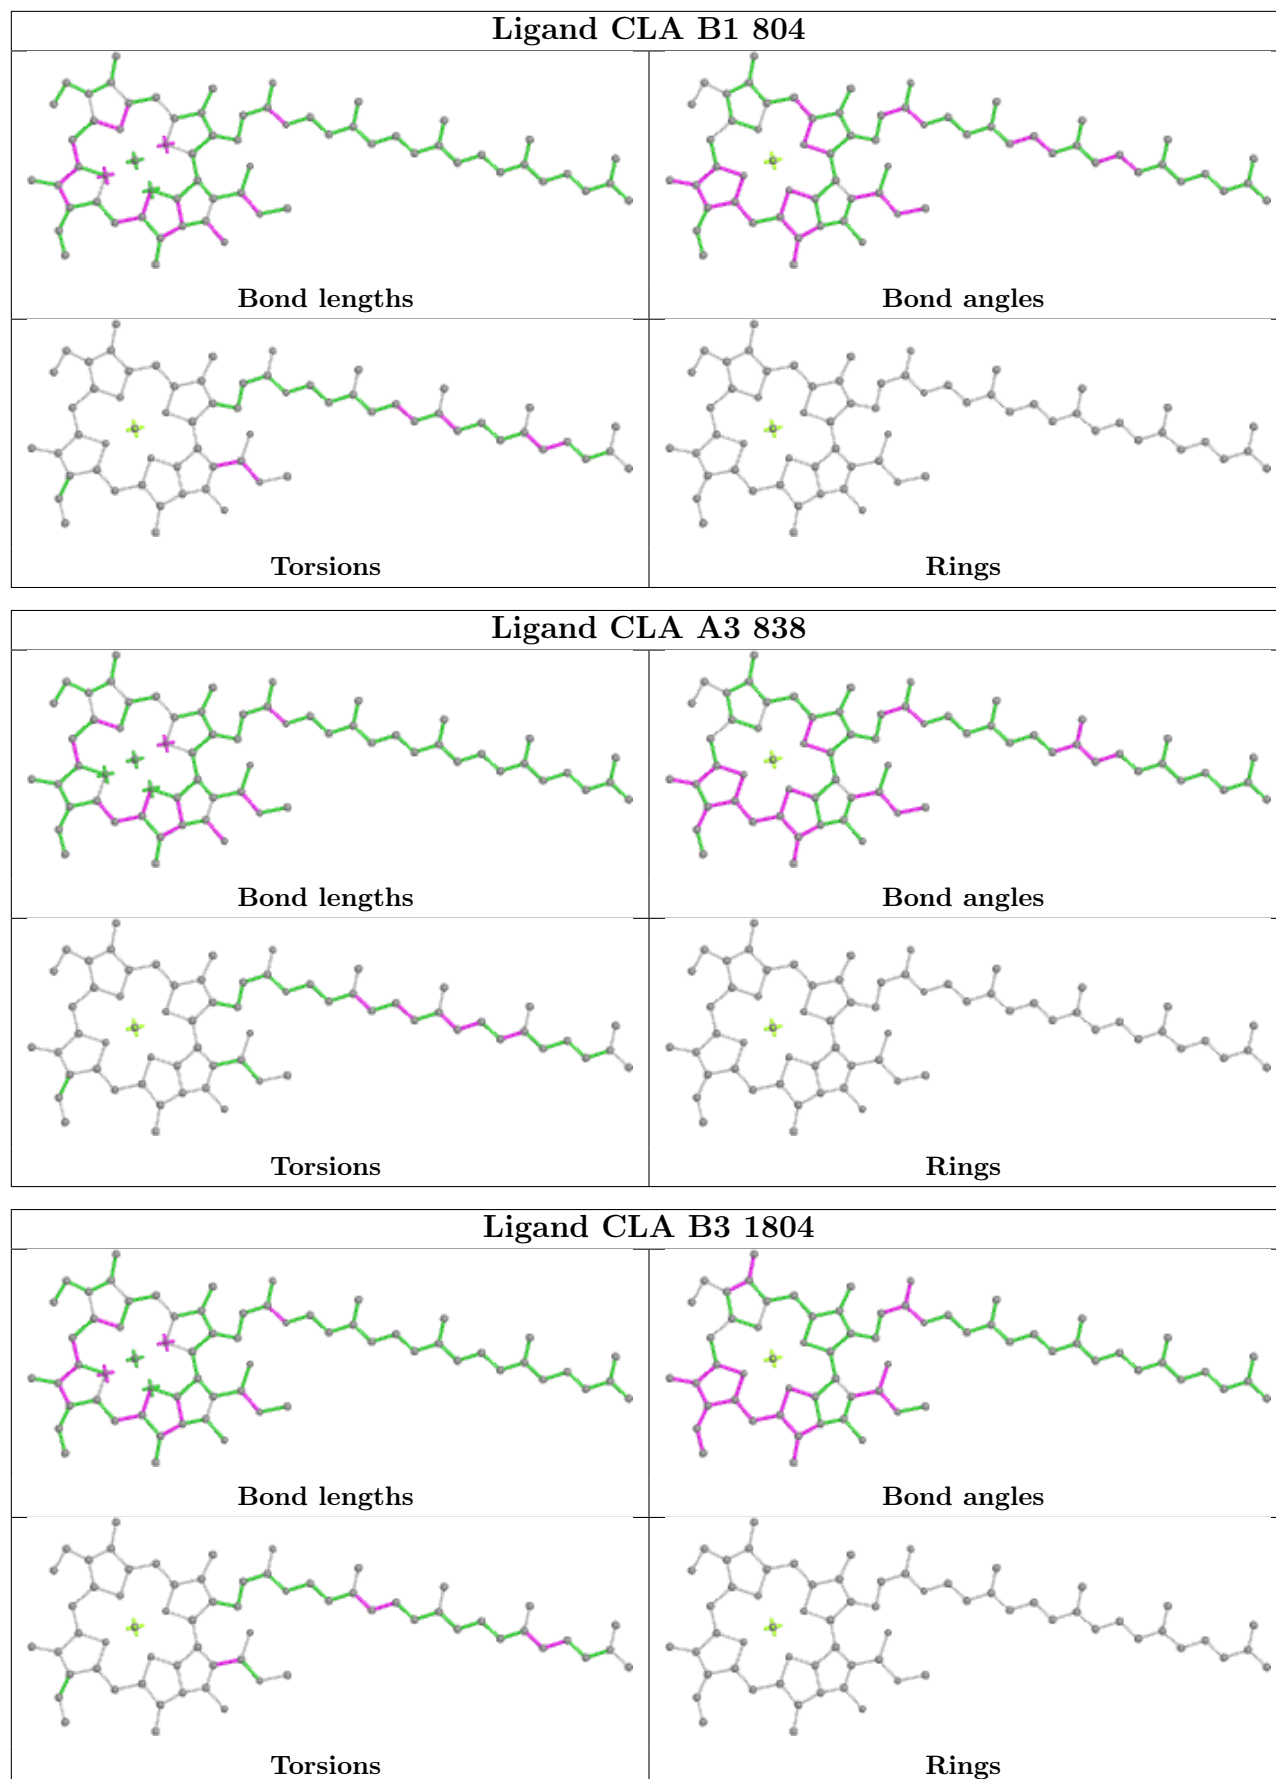 Ligand CLA B1 804
Bond lengths
Bond angles
Torsions
Rings
Ligand CLA A3 838
Bond lengths
Bond angles
Torsions
Rings
Ligand CLA B3 1804
Bond lengths
Bond angles
Torsions
Rings